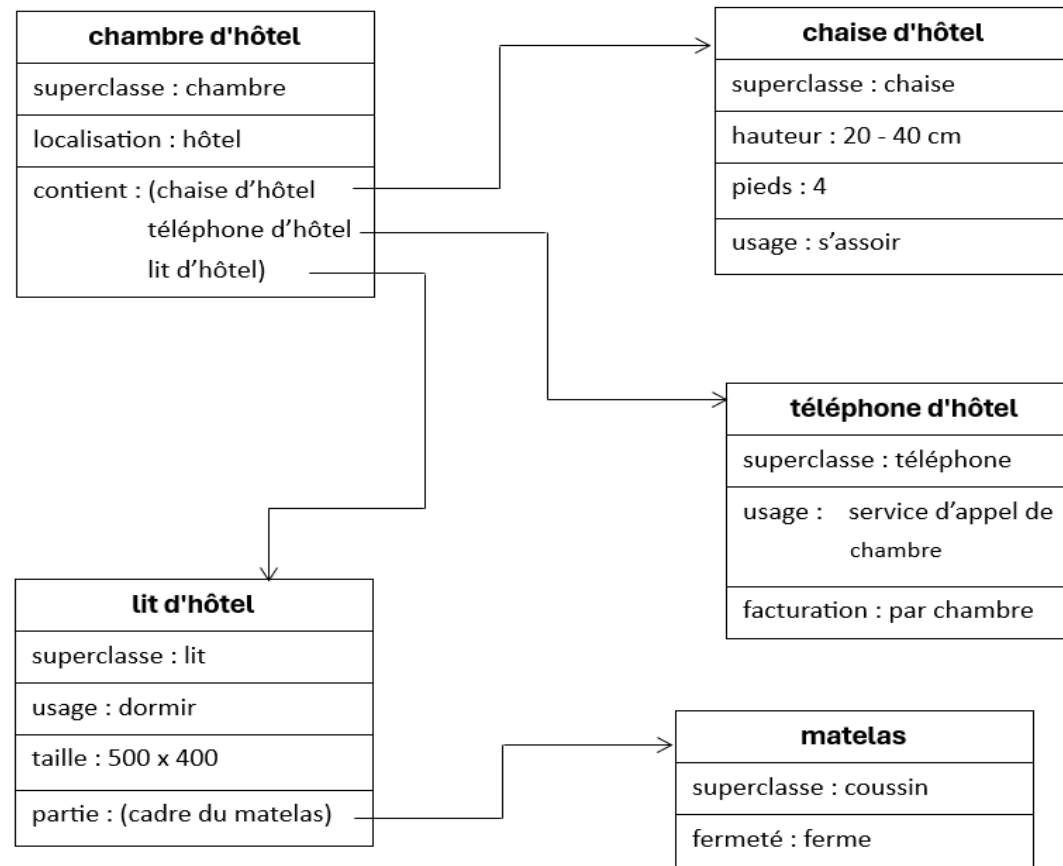 chambre d'hôtel
superclasse : chambre
localisation : hôtel
contient : (chaise d’hôtel
téléphone d’hôtel
lit d’hôtel)
chaise d'hôtel
superclasse : chaise
hauteur : 20 - 40 cm
pieds : 4
usage : s’assoir
téléphone d'hôtel
superclasse : téléphone
usage : service d’appel de
chambre
facturation : par chambre
lit d'hôtel
superclasse : lit
usage : dormir
taille : 500 x 400
partie : (cadre du matelas)
matelas
superclasse : coussin
fermeté : ferme